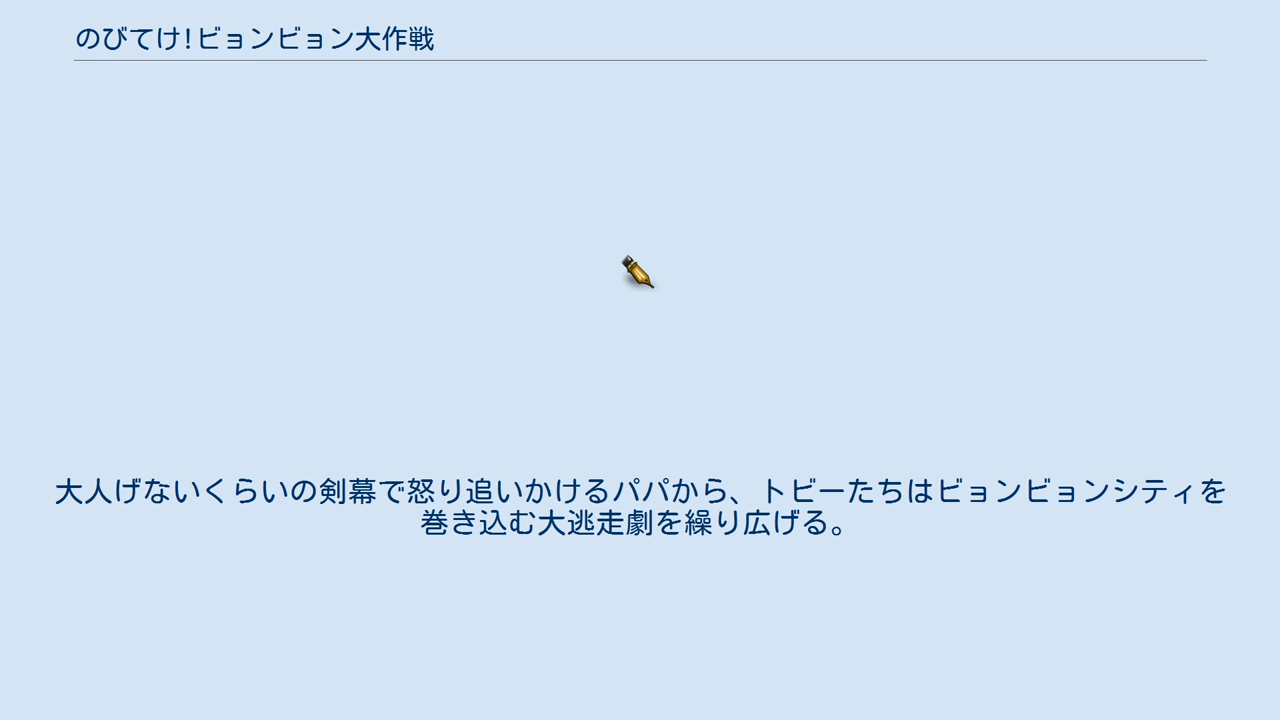 のびてけ!ビョンビョン大作戦
大人げないくらいの剣幕で怒り追いかけるパパから、トビーたちはビョンビョンシティを
巻き込む大逃走劇を繰り広げる。